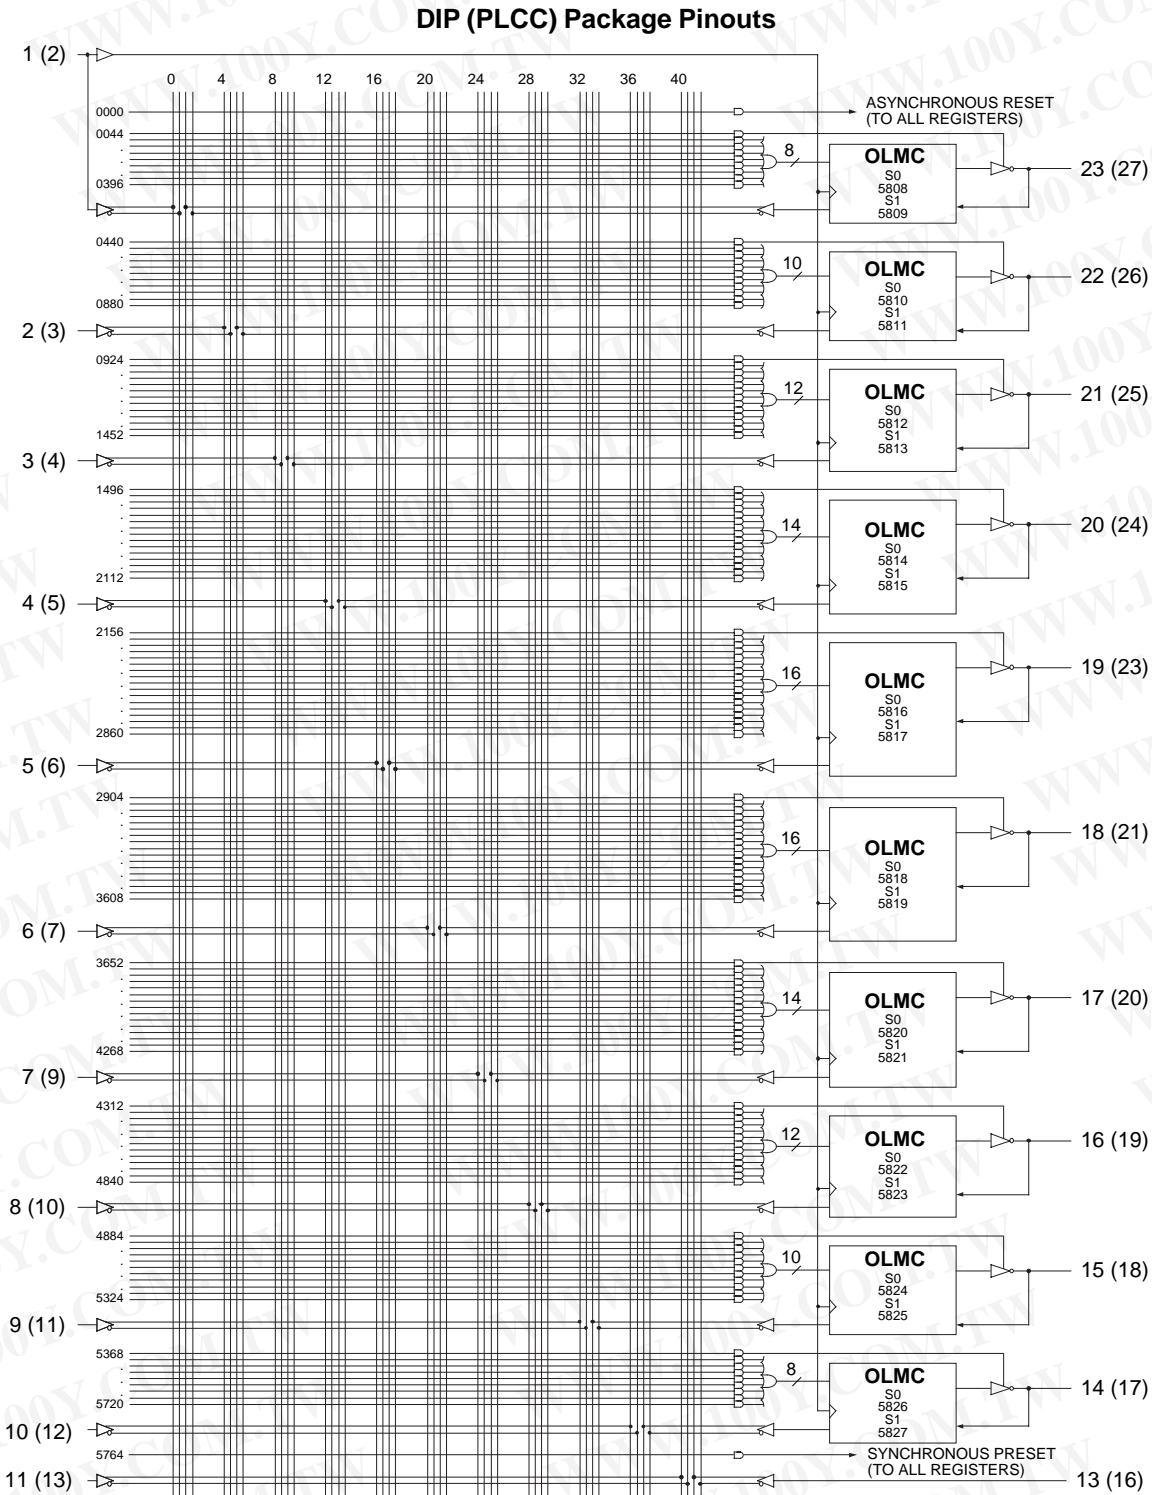 DIP (PLCC) Package Pinouts
1 (2)
0 4 8 12 16 20 24 28 32 36 40
0000
ASYNCHRONOUS RESET
(TO ALL REGISTERS)
0044
.
.
.
0396
8
OLMC
S0
5808
S1
5809
23 (27)
0440
.
.
.
0880
10
OLMC
S0
5810
S1
5811
22 (26)
2 (3)
0924
.
.
.
.
1452
12
OLMC
S0
5812
S1
5813
21 (25)
3 (4)
1496
.
.
.
.
2112
14
OLMC
S0
5814
S1
5815
20 (24)
4 (5)
2156
.
.
.
.
2860
16
OLMC
S0
5816
S1
5817
19 (23)
5 (6)
2904
.
.
.
.
3608
16
OLMC
S0
5818
S1
5819
18 (21)
6 (7)
3652
.
.
.
.
4268
14
OLMC
S0
5820
S1
5821
17 (20)
7 (9)
4312
.
.
.
4840
12
OLMC
S0
5822
S1
5823
16 (19)
8 (10)
4884
.
.
.
5324
10
OLMC
S0
5824
S1
5825
15 (18)
9 (11)
5368
.
.
.
5720
8
OLMC
S0
5826
S1
5827
14 (17)
10 (12)
5764
SYNCHRONOUS PRESET
(TO ALL REGISTERS)
11 (13)
13 (16)
WWW.100Y.COM.TW